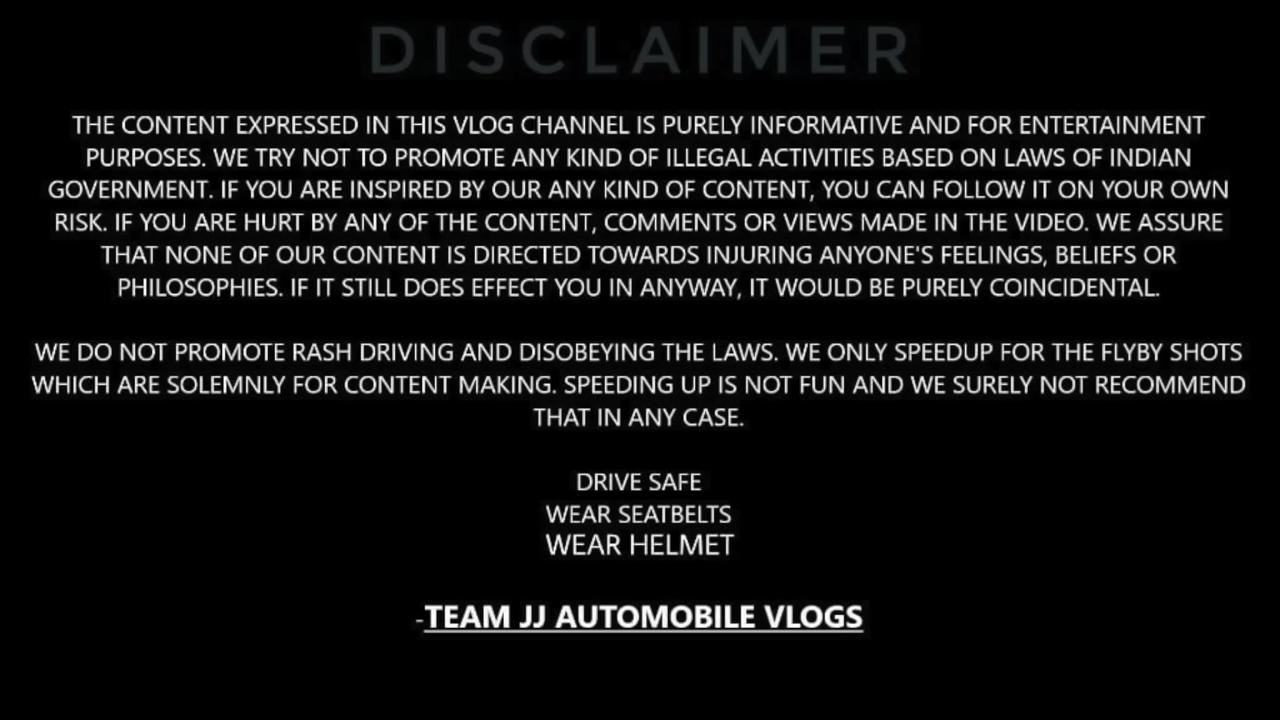 DISCLAIMER
THE CONTENT EXPRESSED IN THIS VLOG CHANNEL IS PURELY INFORMATIVE AND FOR ENTERTAINMENT
PURPOSES. WE TRY NOT TO PROMOTE ANY KIND OF ILLEGAL ACTIVITIES BASED ON LAWS OF INDIAN
GOVERNMENT. IF YOU ARE INSPIRED BY OUR ANY KIND OF CONTENT, YOU CAN FOLLOW IT ON YOUR OWN
RISK. IF YOU ARE HURT BY ANY OF THE CONTENT, COMMENTS OR VIEWS MADE IN THE VIDEO. WE ASSURE
THAT NONE OF OUR CONTENT IS DIRECTED TOWARDS INJURING ANYONE'S FEELINGS, BELIEFS OR
PHILOSOPHIES. IF IT STILL DOES EFFECT YOU IN ANYWAY, IT WOULD BE PURELY COINCIDENTAL.
WE DO NOT PROMOTE RASH DRIVING AND DISOBEYING THE LAWS. WE ONLY SPEEDUP FOR THE FLYBY SHOTS
WHICH ARE SOLEMNLY FOR CONTENT MAKING. SPEEDING UP IS NOT FUN AND WE SURELY NOT RECOMMEND
THAT IN ANY CASE.
DRIVE SAFE
WEAR SEATBELTS
WEAR HELMET
-TEAM JJ AUTOMOBILE VLOGS